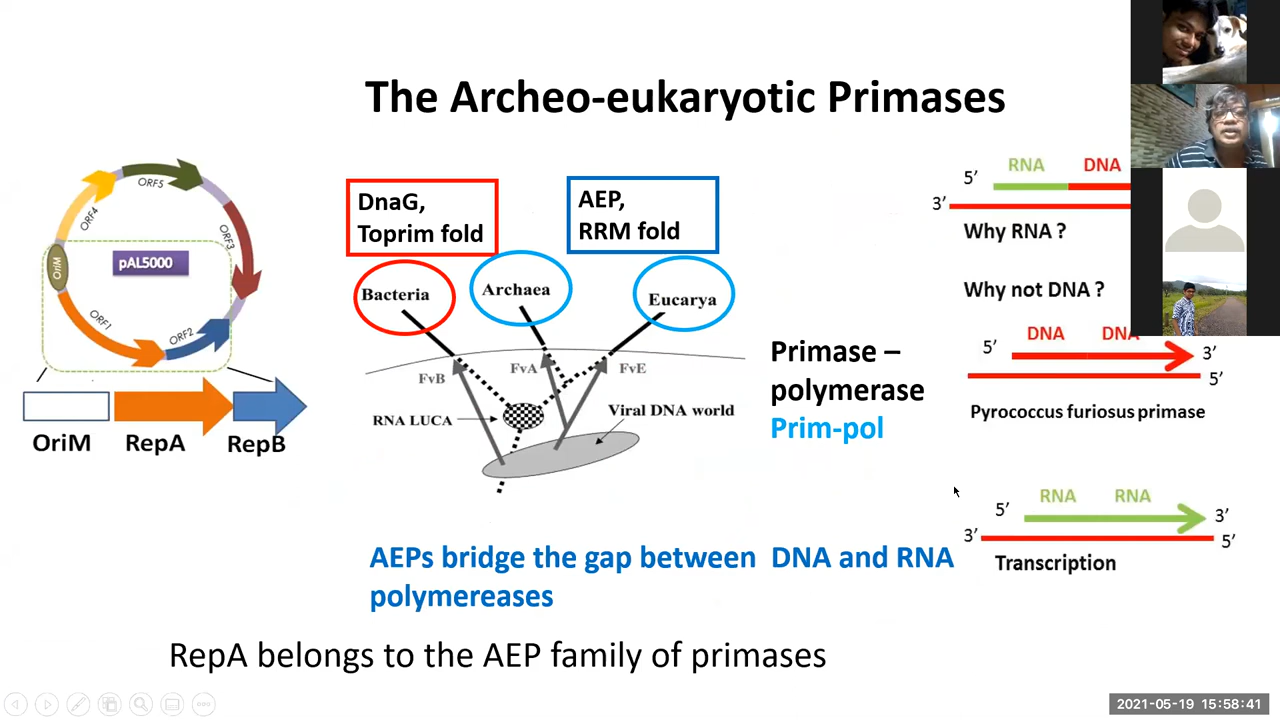 The Archeo-eukaryotic Primases
ORF5
ORF4
ORF3
OriM
pAL5000
ORF1
ORF2
OriM
RepA
RepB
DnaG,
Toprim fold
AEP,
RRM fold
Bacteria
Archaea
Eucarya
FvB
FvA
FvE
RNA LUCA
Viral DNA world
Primase –
polymerase
Prim-pol
AEPs bridge the gap between DNA and RNA
polymereases
RepA belongs to the AEP family of primases
RNA DNA
5’
3’
Why RNA ?
Why not DNA ?
DNA DNA
5’ 3’
5’
Pyrococcus furiosus primase
RNA RNA
5’ 3’
3’ 5’
Transcription
2021-05-19 15:58:41